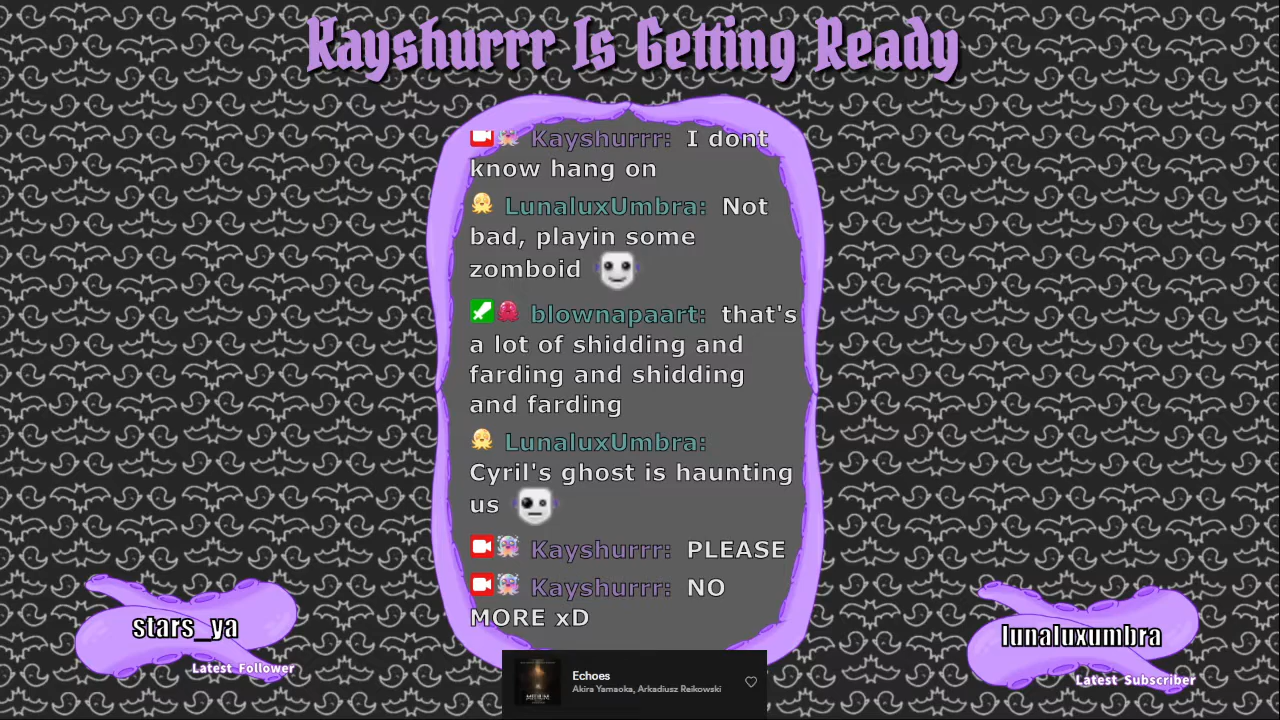 Kayshurrr Is Getting Ready
Kayshurrr: I dont
know hang on
LunaluxUmbra: Not
bad, playin some
zomboid
blownapaart: that's
a lot of shidding and
farding and shidding
and farding
LunaluxUmbra:
Cyril's ghost is haunting
us
Kayshurrr: PLEASE
Kayshurrr: NO
MORE xD
stars_ya
Latest Follower
lunaluxumbra
Latest Subscriber
Echoes
Akira Yamaoka, Arkadiusz Reikowski